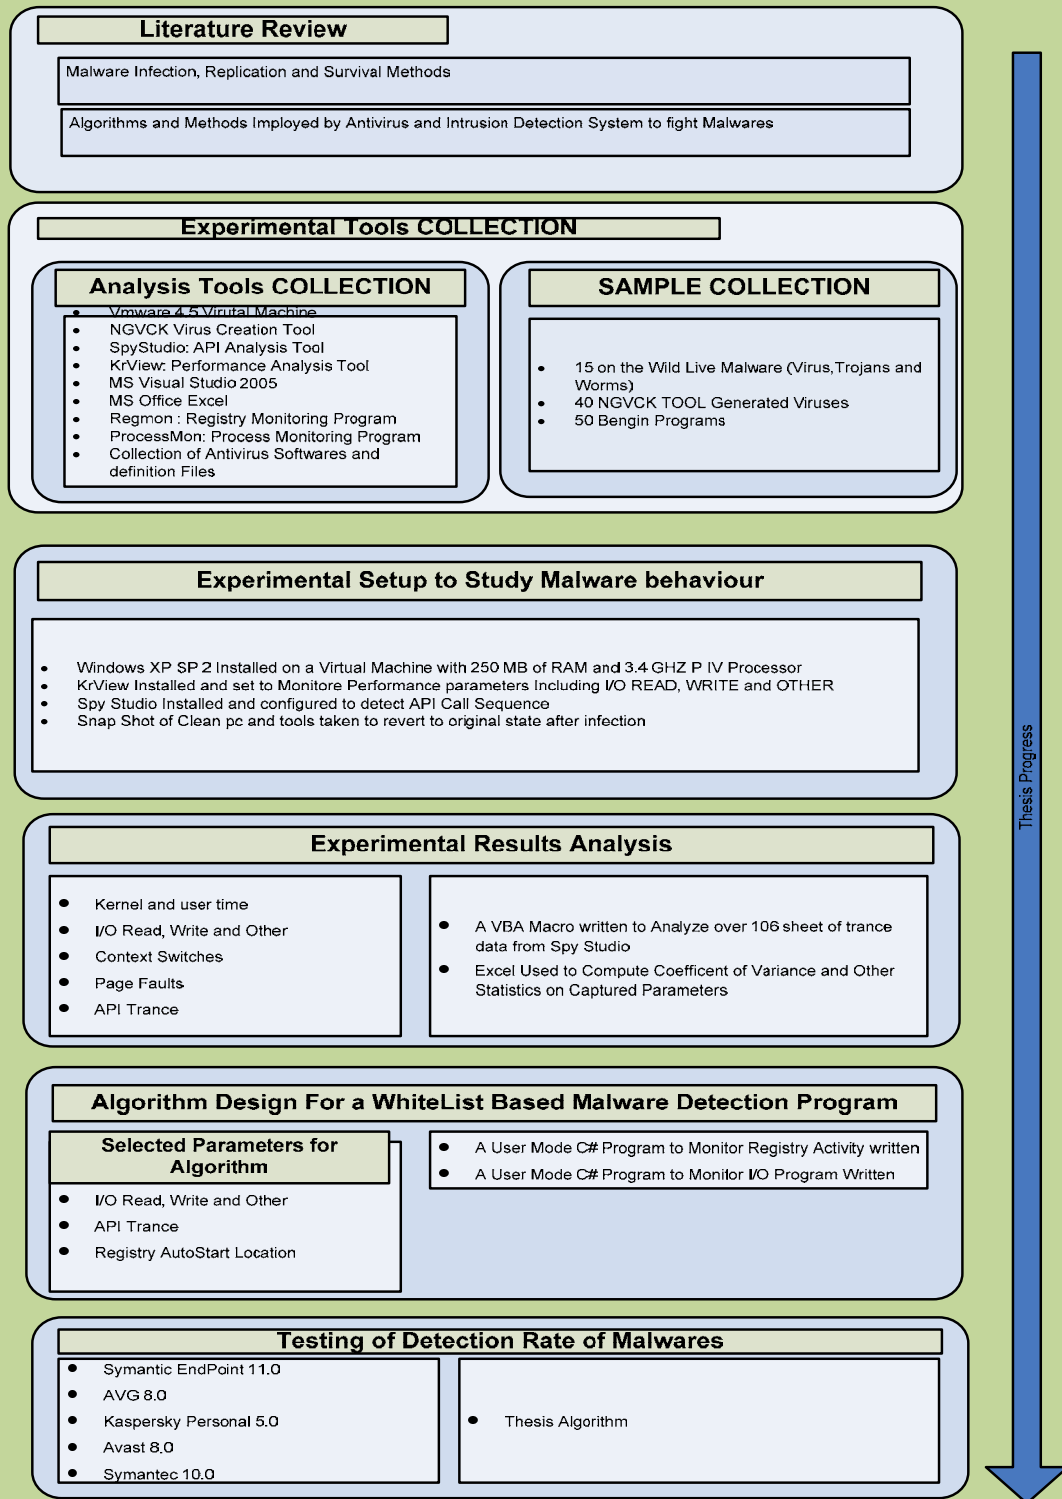 Literature Review
Malware Infection, Replication and Survival Methods
Algorithms and Methods Imployed by Antivirus and Intrusion Detection System to fight Malwares
Experimental Tools COLLECTION
Analysis Tools COLLECTION
• Vmware 4.5 Virutal Machine
• NGVCK Virus Creation Tool
• SpyStudio: API Analysis Tool
• KrView: Performance Analysis Tool
• MS Visual Studio 2005
• MS Office Excel
• Regmon : Registry Monitoring Program
• ProcessMon: Process Monitoring Program
• Collection of Antivirus Softwares and
definition Files
SAMPLE COLLECTION
• 15 on the Wild Live Malware (Virus,Trojans and
Worms)
• 40 NGVCK TOOL Generated Viruses
• 50 Bengin Programs
Experimental Setup to Study Malware behaviour
• Windows XP SP 2 Installed on a Virtual Machine with 250 MB of RAM and 3.4 GHZ P IV Processor
• KrView Installed and set to Monitore Performance parameters Including I/O READ, WRITE and OTHER
• Spy Studio Installed and configured to detect API Call Sequence
• Snap Shot of Clean pc and tools taken to revert to original state after infection
Experimental Results Analysis
• Kernel and user time
• I/O Read, Write and Other
• Context Switches
• Page Faults
• API Trance
• A VBA Macro written to Analyze over 106 sheet of trance
data from Spy Studio
• Excel Used to Compute Coefficent of Variance and Other
Statistics on Captured Parameters
Algorithm Design For a WhiteList Based Malware Detection Program
Selected Parameters for
Algorithm
• I/O Read, Write and Other
• API Trance
• Registry AutoStart Location
• A User Mode C# Program to Monitor Registry Activity written
• A User Mode C# Program to Monitor I/O Program Written
Testing of Detection Rate of Malwares
• Symantic EndPoint 11.0
• AVG 8.0
• Kaspersky Personal 5.0
• Avast 8.0
• Symantec 10.0
• Thesis Algorithm
Thesis Progress